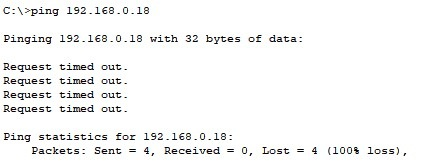 C:\>ping 192.168.0.18
Pinging 192.168.0.18 with 32 bytes of data:
Request timed out.
Request timed out.
Request timed out.
Request timed out.
Ping statistics for 192.168.0.18:
Packets: Sent = 4, Received = 0, Lost = 4 (100% loss),